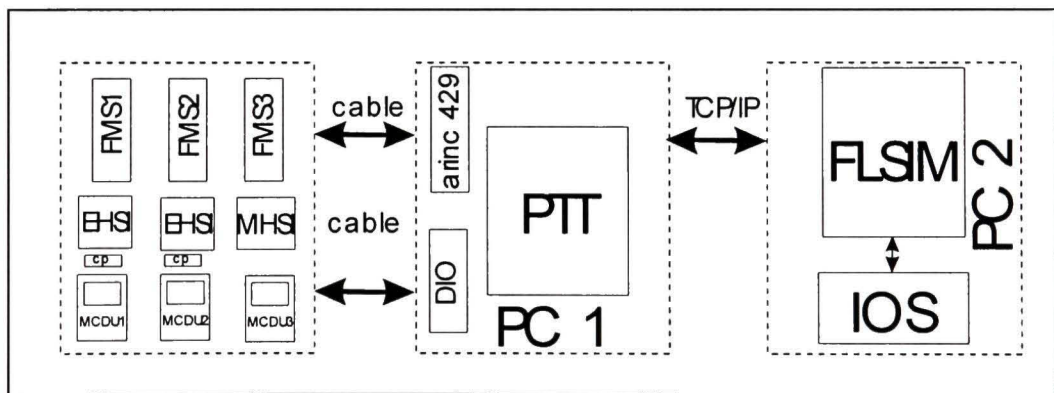 FMS1
FMS2
FMS3
EHSI
EHSI
MHSI
cp
cp
MCDU1
MCDU2
MCDU3
cable
cable
arinc 429
DIO
PTT
PC 1
TCP/IP
FLSIM
PC 2
IOS